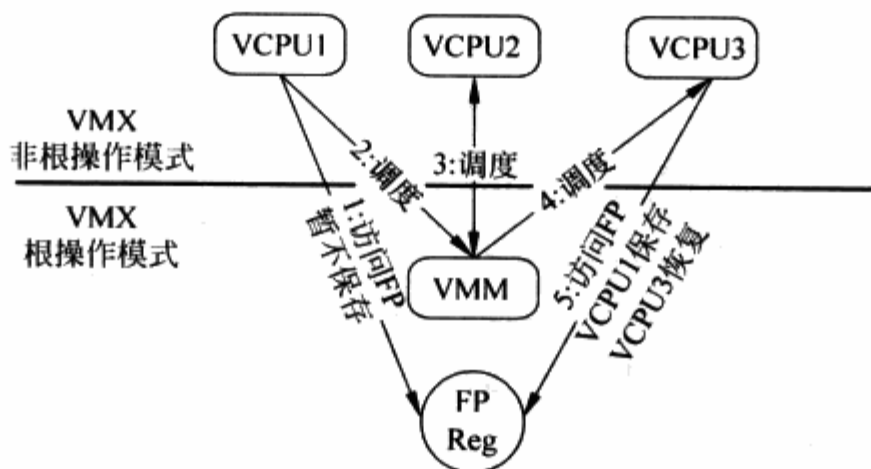 VCPU1
VCPU2
VCPU3
VMX
非根操作模式
2:调度
3:调度
4:调度
VMX
根操作模式
1:访问FP
暂不保存
VMM
5:访问FP
VCPU1保存
VCPU3恢复
FP
Reg